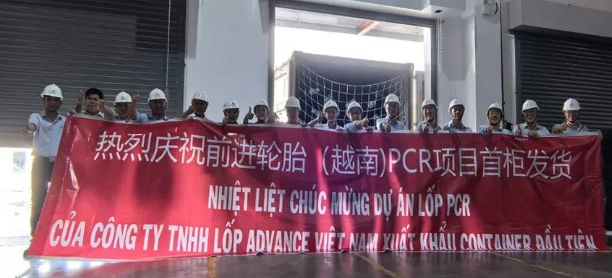 热烈庆祝前进轮胎（越南)PCR项目首柜发货
NHIỆT LIỆT CHÚC MỪNG DỰ ÁN LỐP PCR
CỦA CÔNG TY TNHH LỐP ADVANCE VIỆT NAM XUẤT KHẨU CONTAINER ĐẦU TIÊN